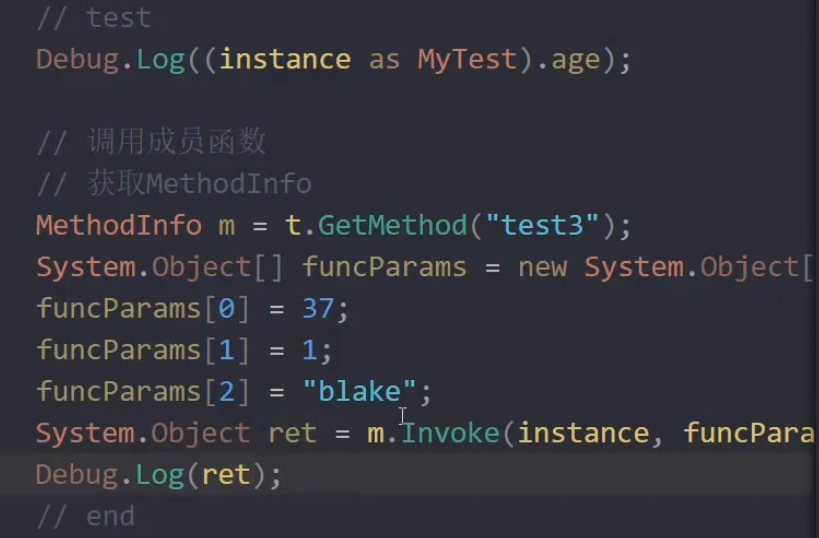 // test
Debug.Log((instance as MyTest).age);
// 调用成员函数
// 获取MethodInfo
MethodInfo m = t.GetMethod("test3");
System.Object[] funcParams = new System.Object[
funcParams[0] = 37;
funcParams[1] = 1;
funcParams[2] = "blake";
System.Object ret = m.Invoke(instance, funcPara
Debug.Log(ret);
// end